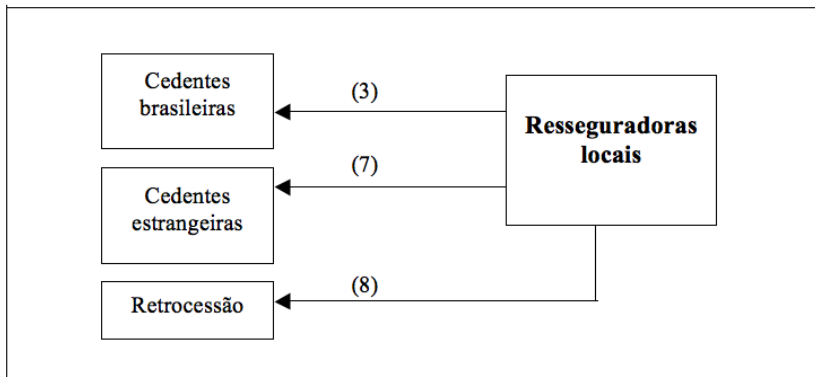 Cedentes
brasileiras
(3)
Resseguradoras
locais
(7)
Cedentes
estrangeiras
(8)
Retrocessão